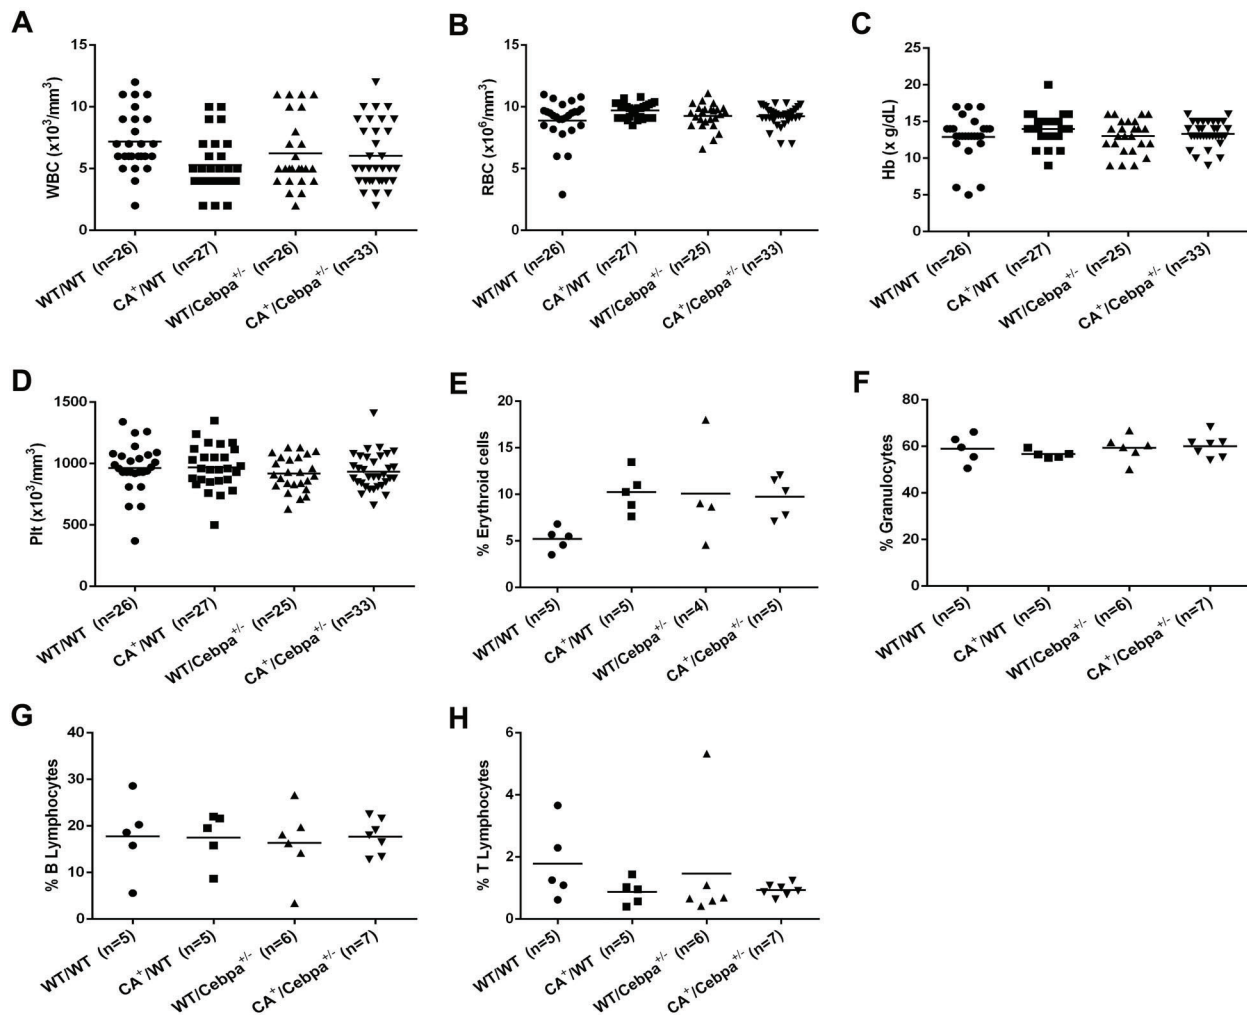 A
WBC (x10³/mm³)
15
10
5
0
WT/WT (n=26)
CA⁺/WT (n=27)
WT/Cebpa⁺/⁻ (n=26)
CA⁺/Cebpa⁺/⁻ (n=33)
B
RBC (x10⁶/mm³)
15
10
5
0
WT/WT (n=26)
CA⁺/WT (n=27)
WT/Cebpa⁺/⁻ (n=25)
CA⁺/Cebpa⁺/⁻ (n=33)
C
Hb (x g/dL)
25
20
15
10
5
0
WT/WT (n=26)
CA⁺/WT (n=27)
WT/Cebpa⁺/⁻ (n=25)
CA⁺/Cebpa⁺/⁻ (n=33)
D
Plt (x10³/mm³)
1500
1000
500
0
WT/WT (n=26)
CA⁺/WT (n=27)
WT/Cebpa⁺/⁻ (n=25)
CA⁺/Cebpa⁺/⁻ (n=33)
E
% Erythroid cells
20
15
10
5
0
WT/WT (n=5)
CA⁺/WT (n=5)
WT/Cebpa⁺/⁻ (n=4)
CA⁺/Cebpa⁺/⁻ (n=5)
F
% Granulocytes
80
60
40
20
0
WT/WT (n=5)
CA⁺/WT (n=5)
WT/Cebpa⁺/⁻ (n=6)
CA⁺/Cebpa⁺/⁻ (n=7)
G
% B Lymphocytes
40
30
20
10
0
WT/WT (n=5)
CA⁺/WT (n=5)
WT/Cebpa⁺/⁻ (n=6)
CA⁺/Cebpa⁺/⁻ (n=7)
H
% T Lymphocytes
6
4
2
0
WT/WT (n=5)
CA⁺/WT (n=5)
WT/Cebpa⁺/⁻ (n=6)
CA⁺/Cebpa⁺/⁻ (n=7)